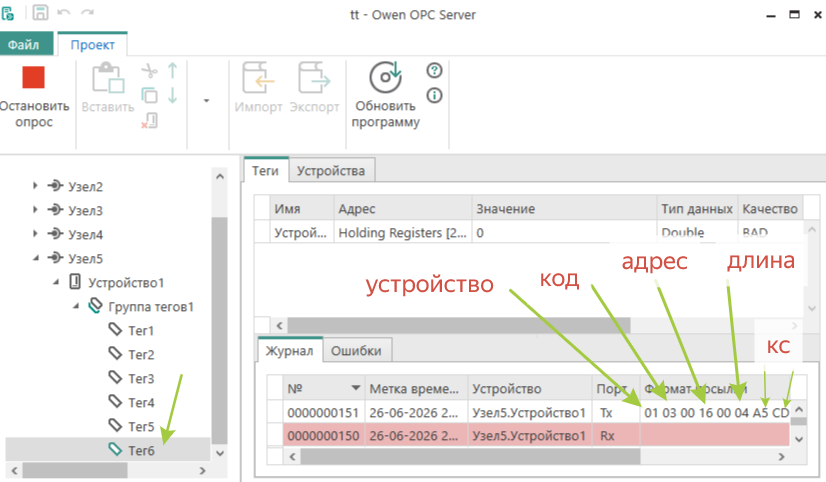 tt - Owen OPC Server
Файл Проект
Остановить опрос
Вставить
Импорт Экспорт
Обновить программу
Узел2
Узел3
Узел4
Узел5
Устройство1
Группа тегов1
Тег1
Тег2
Тег3
Тег4
Тег5
Тег6
Теги Устройства
Имя Адрес Значение Тип данных Качество
Устрой... Holding Registers [2... 0 Double BAD
устройство код адрес длина
кс
Журнал Ошибки
№ Метка време... Устройство Порт Формат посылки
0000000151 26-06-2026 2... Узел5.Устройство1 Tx 01 03 00 16 00 04 A5 CD
0000000150 26-06-2026 2... Узел5.Устройство1 Rx